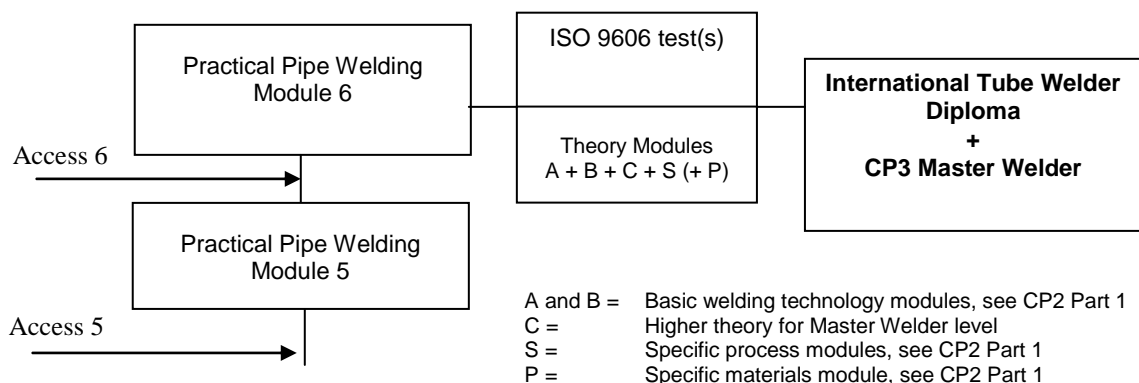 Practical Pipe Welding
Module 6
ISO 9606 test(s)
Theory Modules
A + B + C + S (+ P)
International Tube Welder
Diploma
+
CP3 Master Welder
Access 6
Practical Pipe Welding
Module 5
Access 5
A and B = Basic welding technology modules, see CP2 Part 1
C = Higher theory for Master Welder level
S = Specific process modules, see CP2 Part 1
P = Specific materials module, see CP2 Part 1